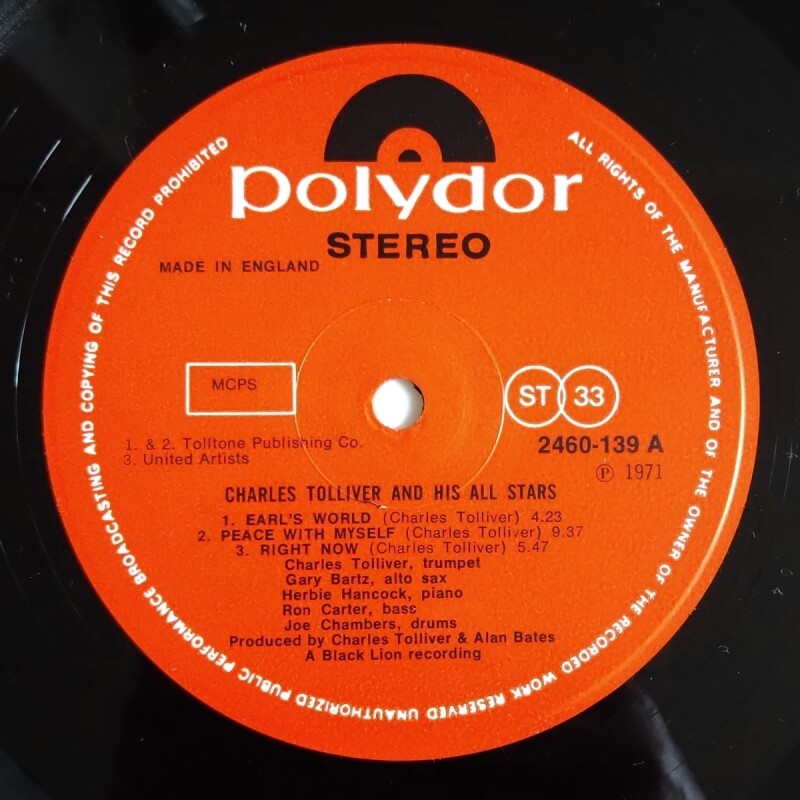 polydor
STEREO
MADE IN ENGLAND
MCPS
ST 33
1. & 2. Tolltone Publishing Co.
3. United Artists
2460-139 A
℗ 1971
CHARLES TOLLIVER AND HIS ALL STARS
1. EARL'S WORLD (Charles Tolliver) 4.23
2. PEACE WITH MYSELF (Charles Tolliver) 9.37
3. RIGHT NOW (Charles Tolliver) 5.47
Charles Tolliver, trumpet
Gary Bartz, alto sax
Herbie Hancock, piano
Ron Carter, bass
Joe Chambers, drums
Produced by Charles Tolliver & Alan Bates
A Black Lion recording
ALL RIGHTS OF THE MANUFACTURER AND OF THE OWNER OF THE RECORDED WORK RESERVED UNAUTHORIZED PUBLIC PERFORMANCE BROADCASTING AND COPYING OF THIS RECORD PROHIBITED